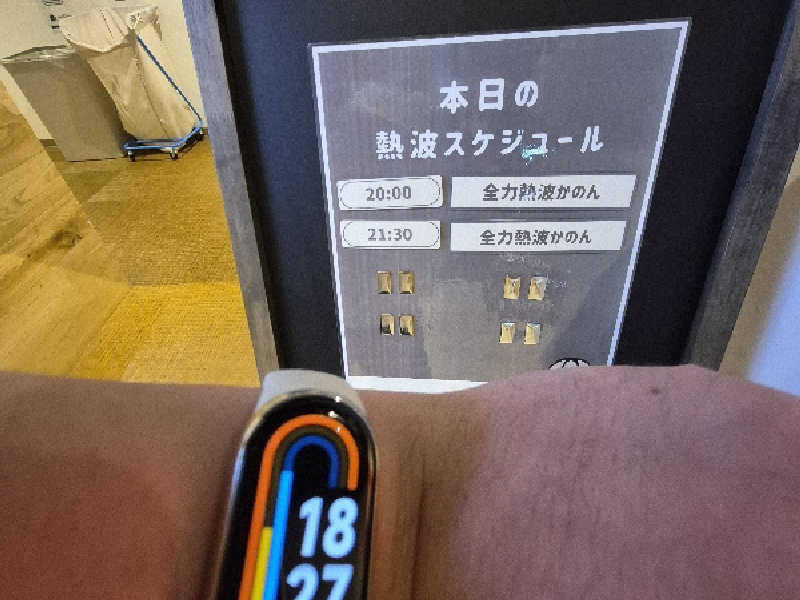 本日の
熱波スケジュール
20:00 全力熱波かのん
21:30 全力熱波かのん
18
27